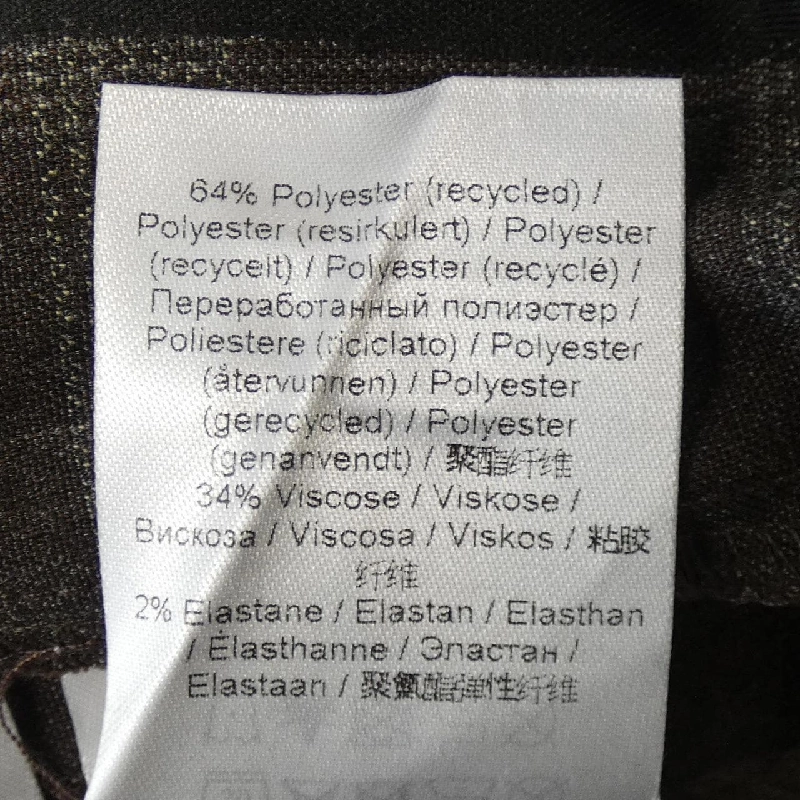 64% Polyester (recycled) /
Polyester (resirkulert) / Polyester
(recycelt) / Polyester (recyclé) /
Переработанный полиэстер /
Poliestere (riciclato) / Polyester
(återvunnen) / Polyester
(gerecycled) / Polyester
(genanvendt) / 聚酯纤维
34% Viscose / Viskose /
Вискоза / Viscosa / Viskos / 粘胶
纤维
2% Elastane / Elastan / Elasthan
/ Élasthanne / Эластан /
Elastaan / 聚氨酯弹性纤维